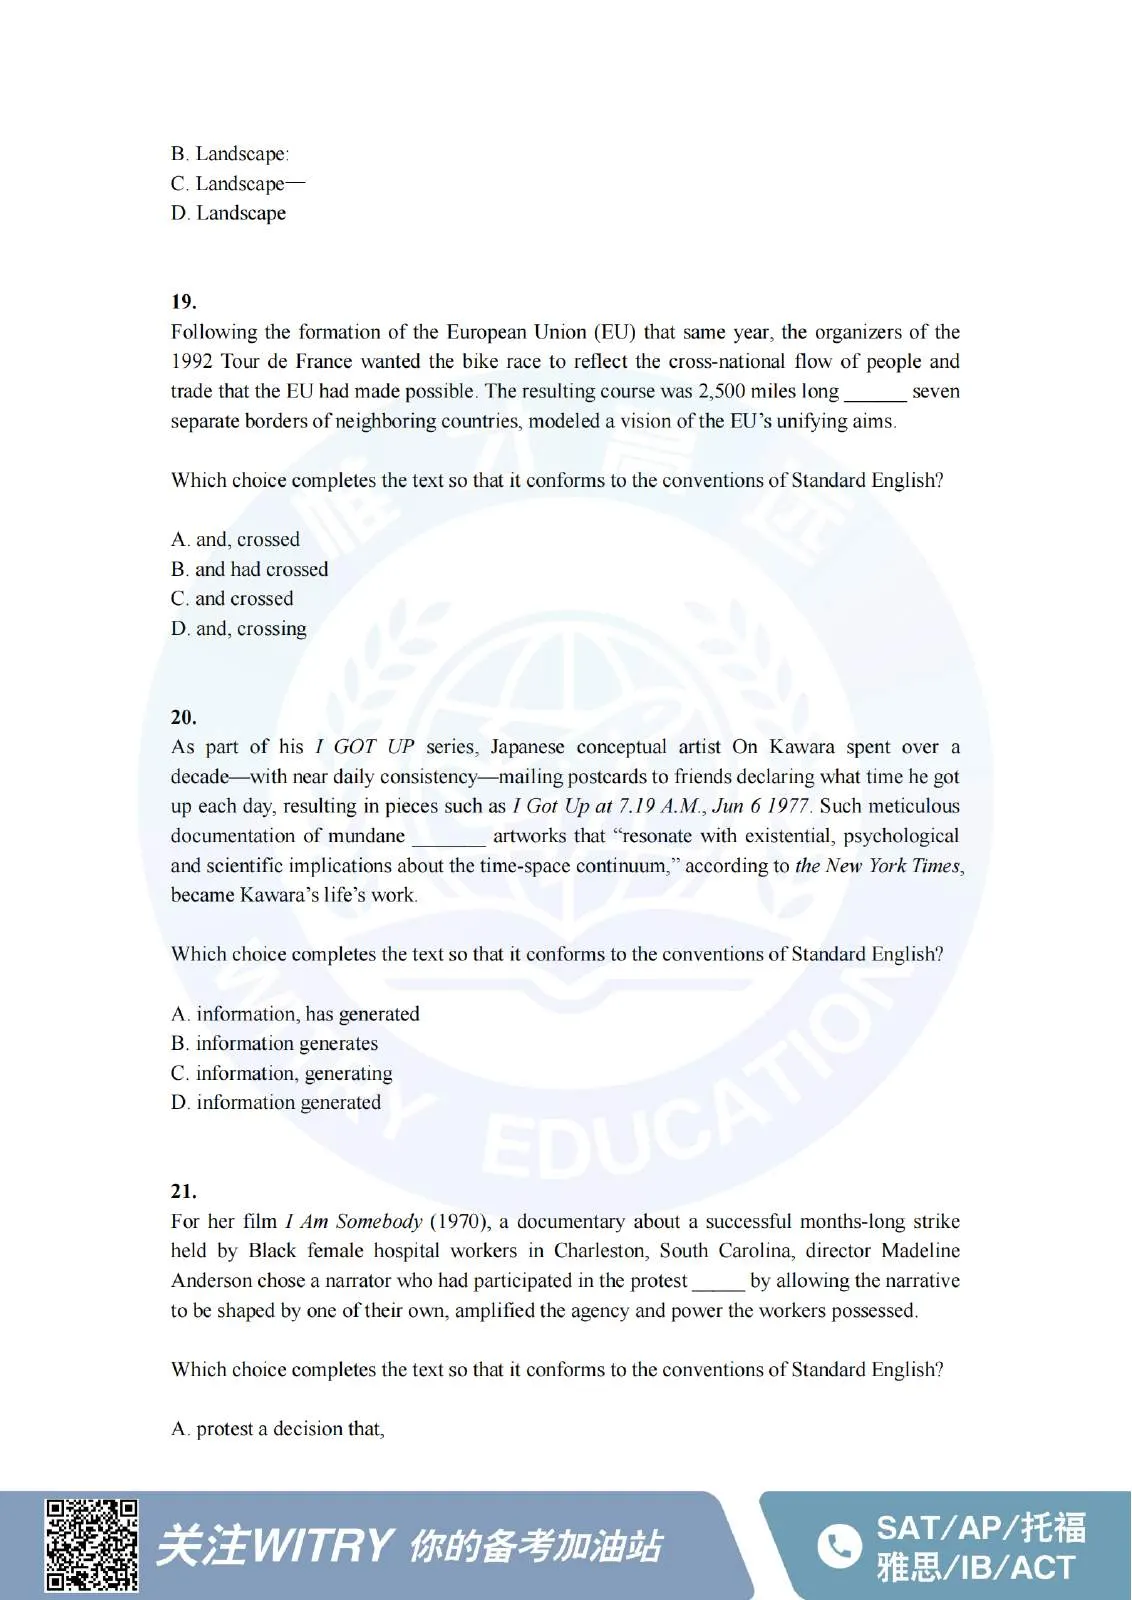 B. Landscape:
C. Landscape—
D. Landscape
19.
Following the formation of the European Union (EU) that same year, the organizers of the
1992 Tour de France wanted the bike race to reflect the cross-national flow of people and
trade that the EU had made possible. The resulting course was 2,500 miles long ______ seven
separate borders of neighboring countries, modeled a vision of the EU's unifying aims.
Which choice completes the text so that it conforms to the conventions of Standard English?
A. and, crossed
B. and had crossed
C. and crossed
D. and, crossing
20.
As part of his I GOT UP series, Japanese conceptual artist On Kawara spent over a
decade—with near daily consistency—mailing postcards to friends declaring what time he got
up each day, resulting in pieces such as I Got Up at 7.19 A.M., Jun 6 1977. Such meticulous
documentation of mundane _______ artworks that “resonate with existential, psychological
and scientific implications about the time-space continuum,” according to the New York Times,
became Kawara's life's work.
Which choice completes the text so that it conforms to the conventions of Standard English?
A. information, has generated
B. information generates
C. information, generating
D. information generated
21.
For her film I Am Somebody (1970), a documentary about a successful months-long strike
held by Black female hospital workers in Charleston, South Carolina, director Madeline
Anderson chose a narrator who had participated in the protest _____ by allowing the narrative
to be shaped by one of their own, amplified the agency and power the workers possessed.
Which choice completes the text so that it conforms to the conventions of Standard English?
A. protest a decision that,
惟才育远
WITRY EDUCATION
关注WITRY 你的备考加油站
SAT/AP/托福
雅思/IB/ACT